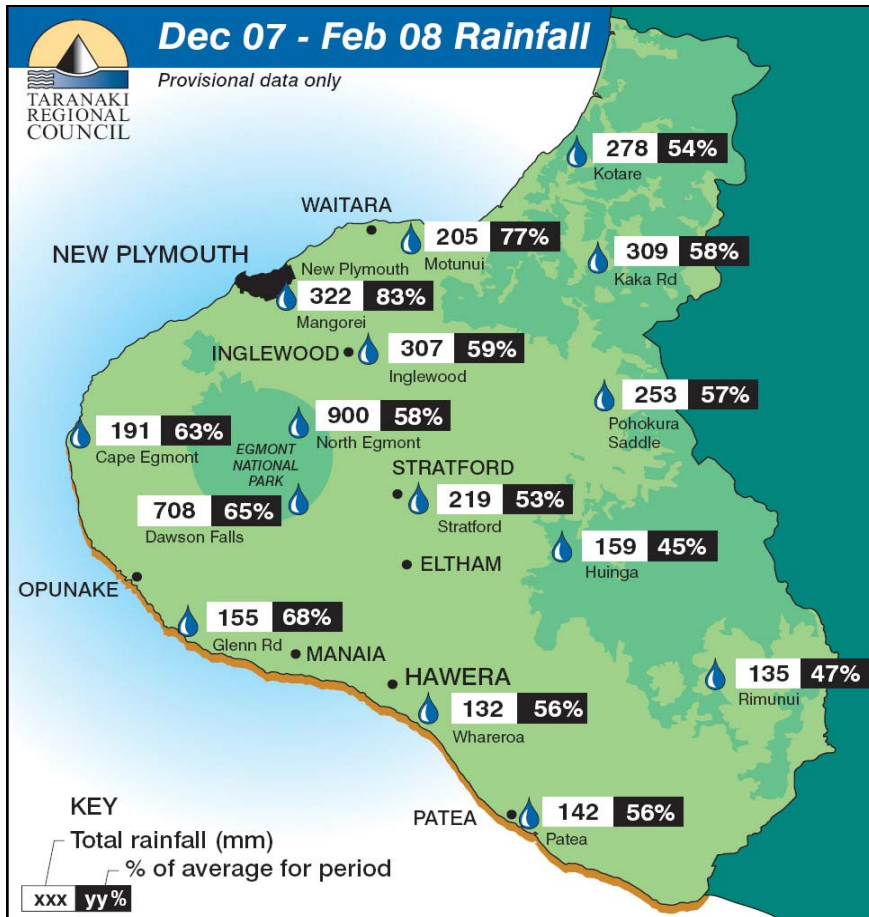 Dec 07 - Feb 08 Rainfall
Provisional data only
TARANAKI
REGIONAL
COUNCIL
278 54%
Kotare
WAITARA
205 77%
Motunui
NEW PLYMOUTH
New Plymouth
322 83%
Mangorei
309 58%
Kaka Rd
INGLEWOOD
307 59%
Inglewood
253 57%
Pohokura
Saddle
900 58%
North Egmont
191 63%
Cape Egmont
EGMONT
NATIONAL
PARK
STRATFORD
219 53%
Stratford
708 65%
Dawson Falls
159 45%
Huinga
ELTHAM
OPUNAKE
155 68%
Glenn Rd
MANAIA
HAWERA
135 47%
Rimunui
132 56%
Whareroa
PATEA
142 56%
Patea
KEY
Total rainfall (mm)
% of average for period
xxx yy%